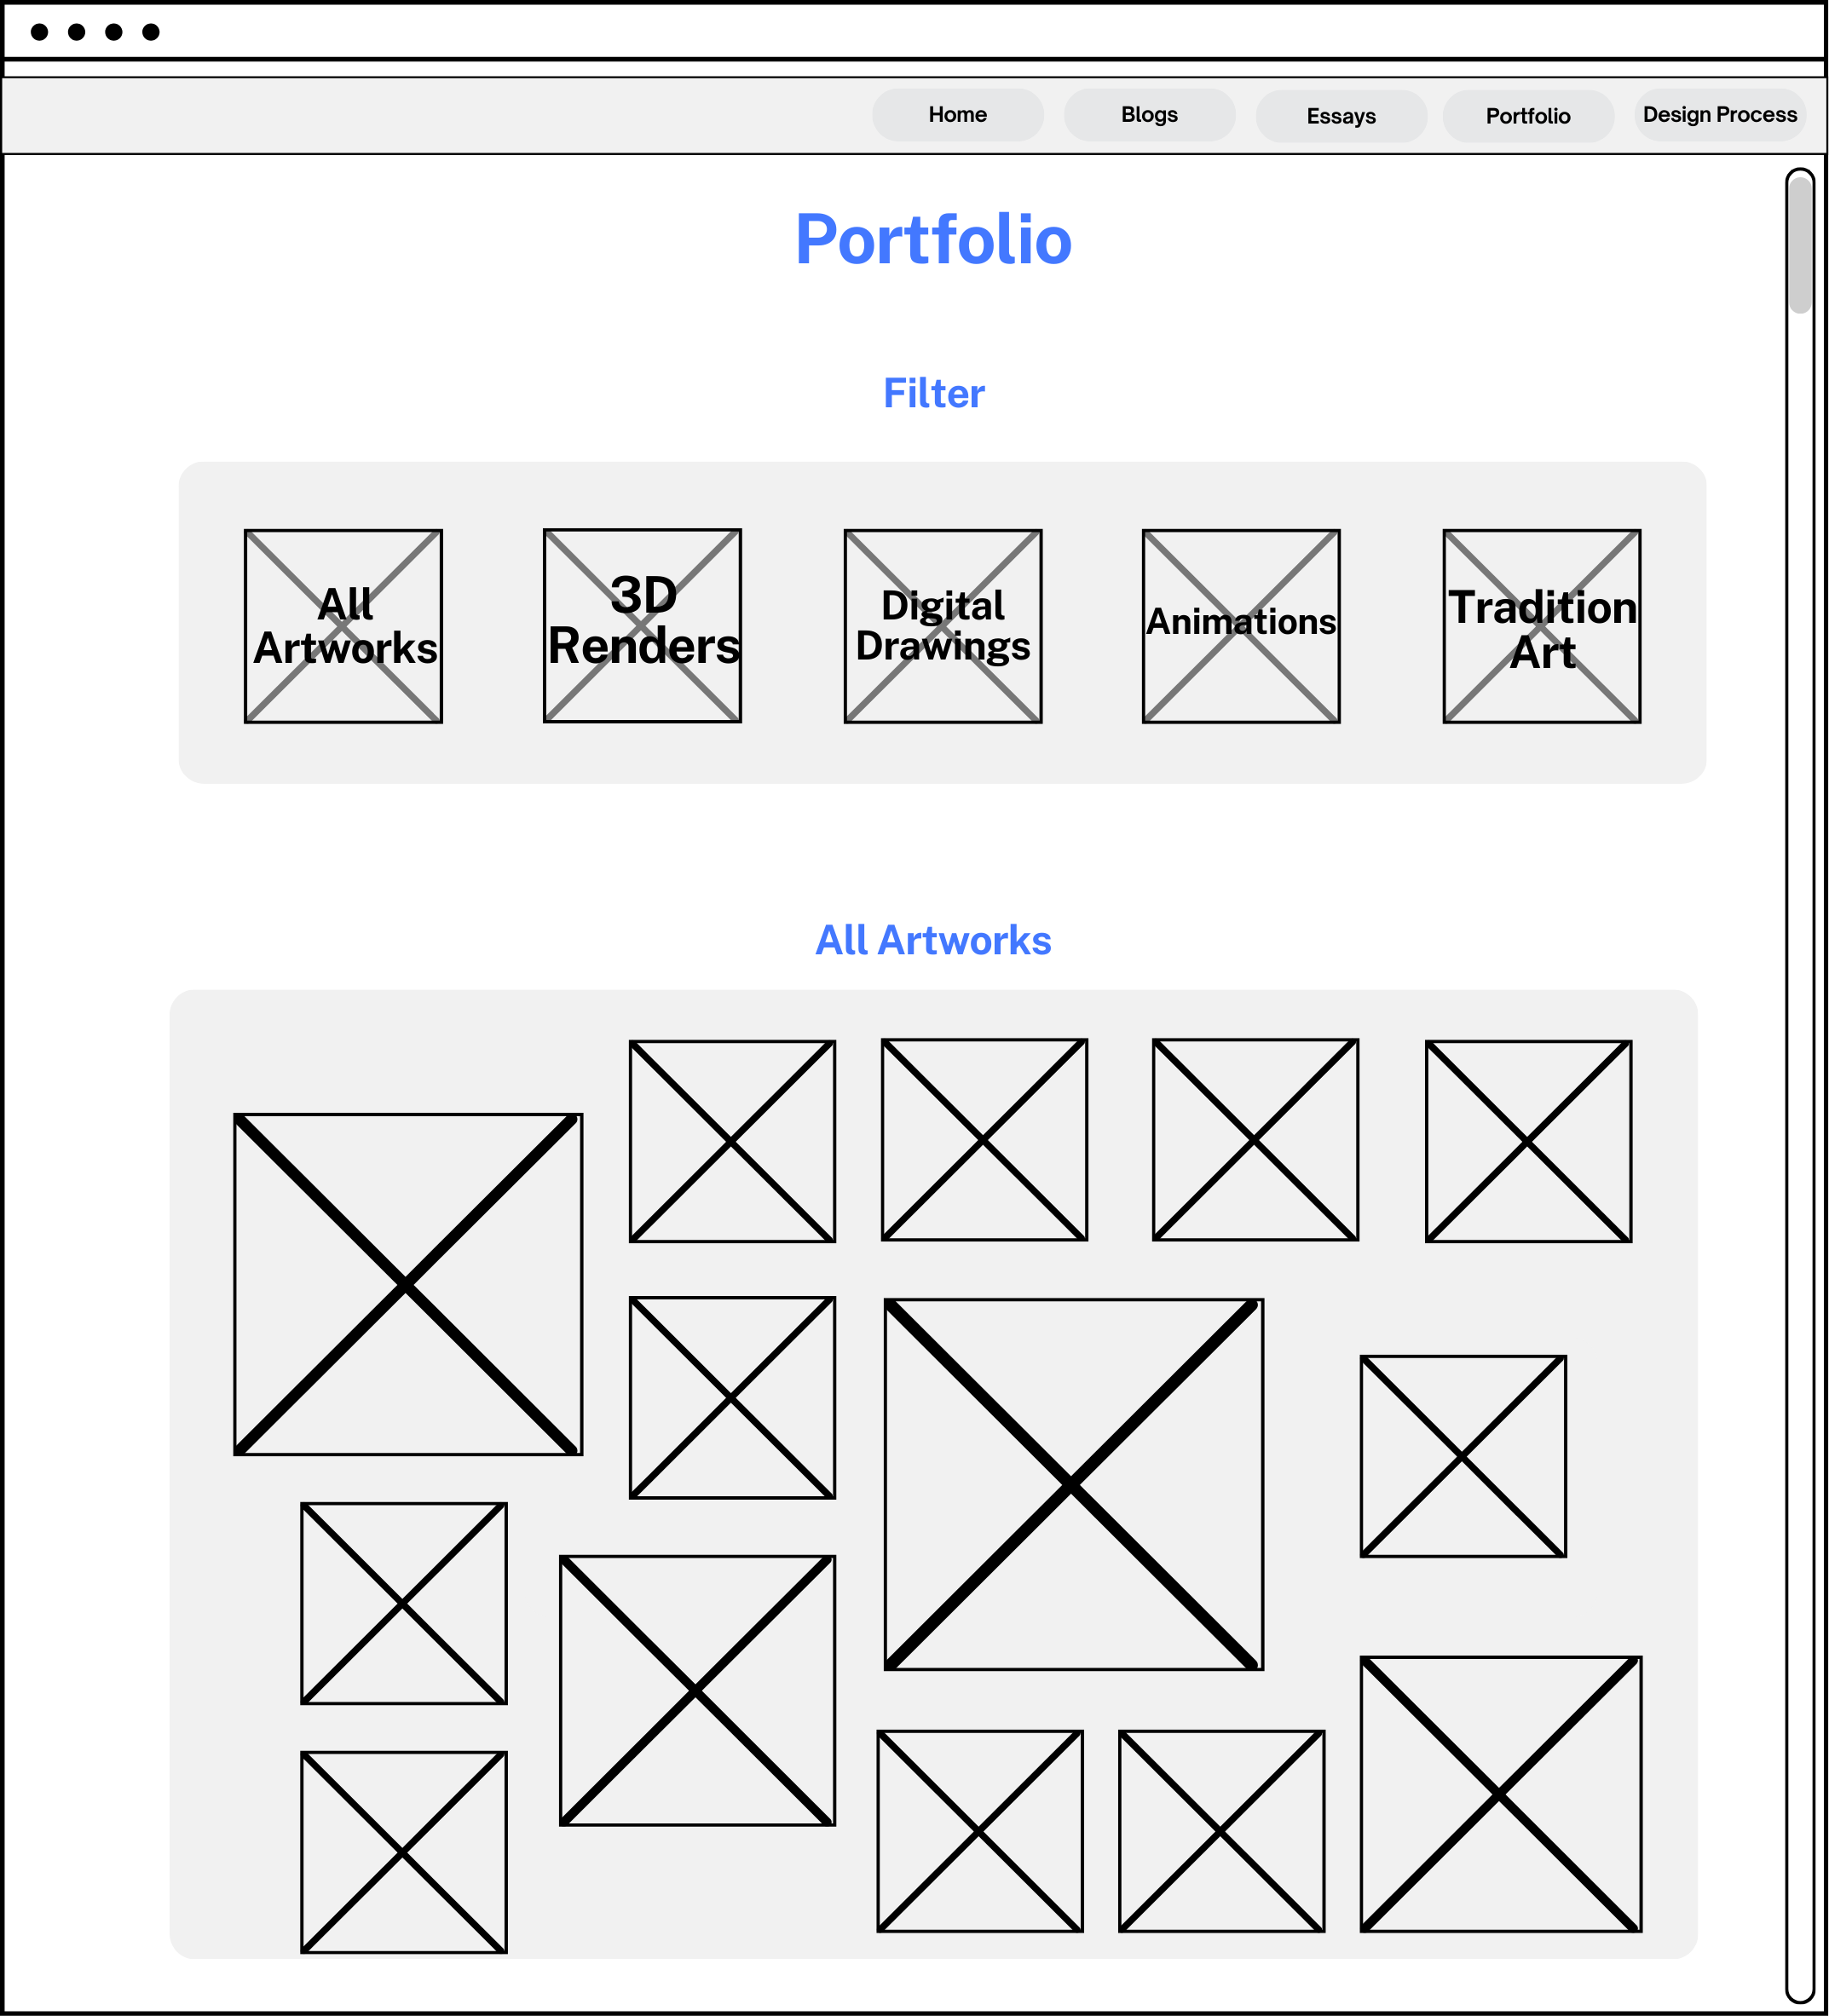 Home Blogs Essays Portfolio Design Process
Portfolio
Filter
All
Artworks
3D
Renders
Digital
Drawings
Animations
Tradition
Art
All Artworks